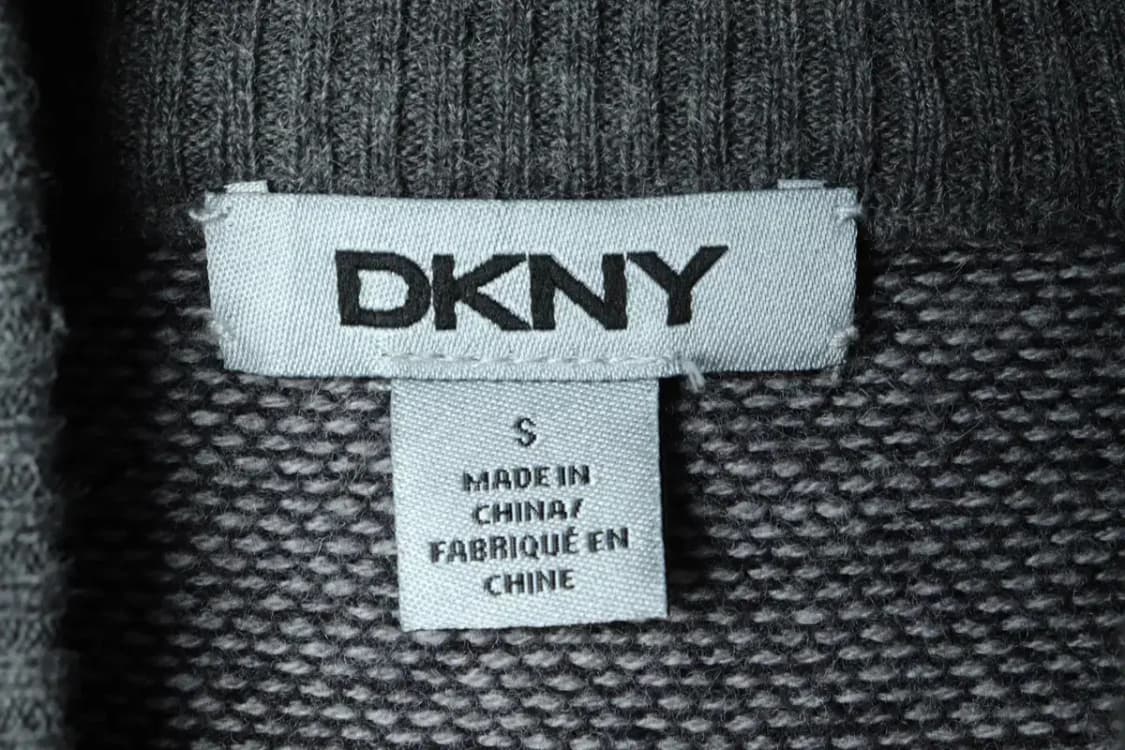 DKNY
S
MADE IN
CHINA/
FABRIQUÉ EN
CHINE